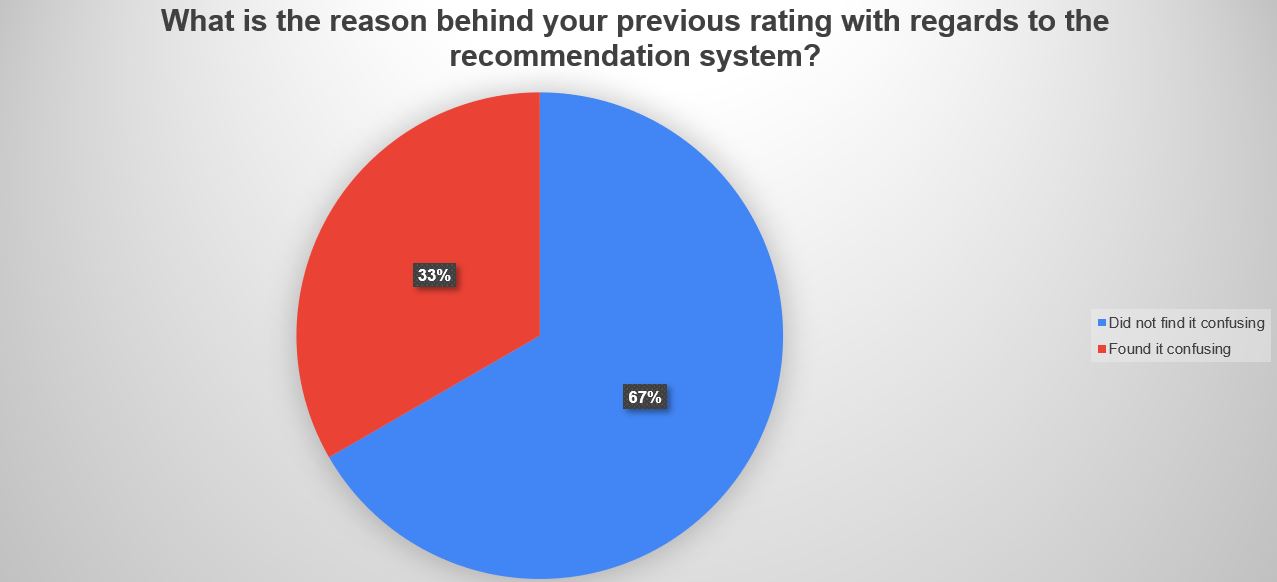 What is the reason behind your previous rating with regards to the
recommendation system?
33%
67%
Did not find it confusing
Found it confusing